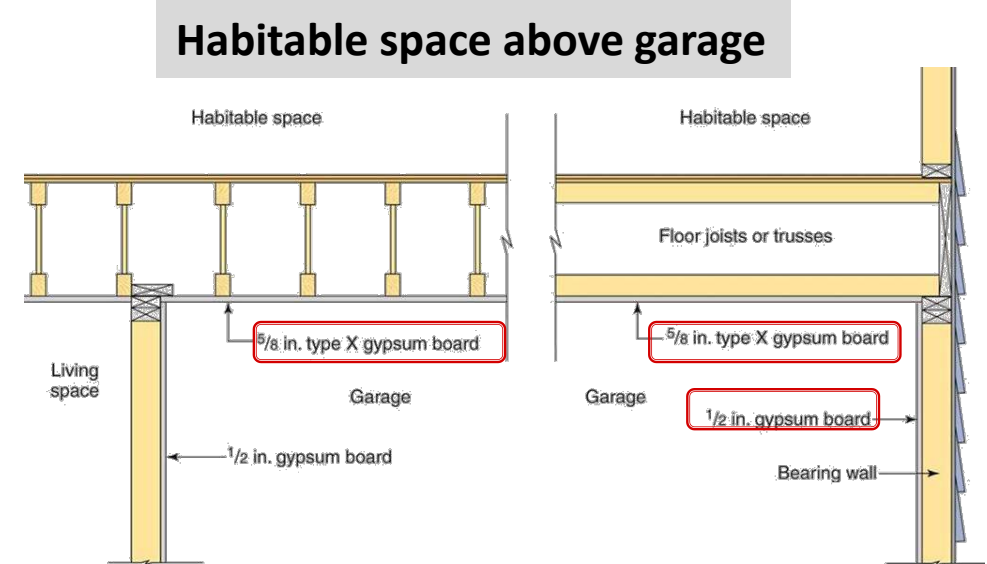 Habitable space above garage
Habitable space
Habitable space
Floor joists or trusses
5/8 in. type X gypsum board
5/8 in. type X gypsum board
Living
space
Garage
Garage
1/2 in. gypsum board
1/2 in. gypsum board
Bearing wall